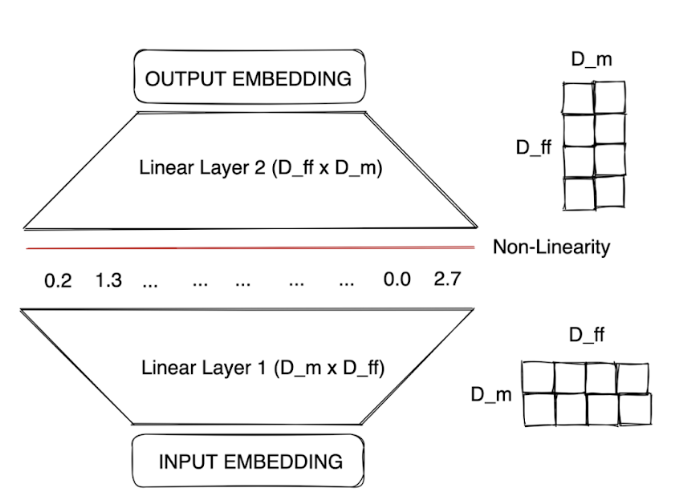 D_m
OUTPUT EMBEDDING
D_ff
Linear Layer 2 (D_ff x D_m)
Non-Linearity
0.2 1.3 ... ... ... ... ... 0.0 2.7
D_ff
Linear Layer 1 (D_m x D_ff)
D_m
INPUT EMBEDDING